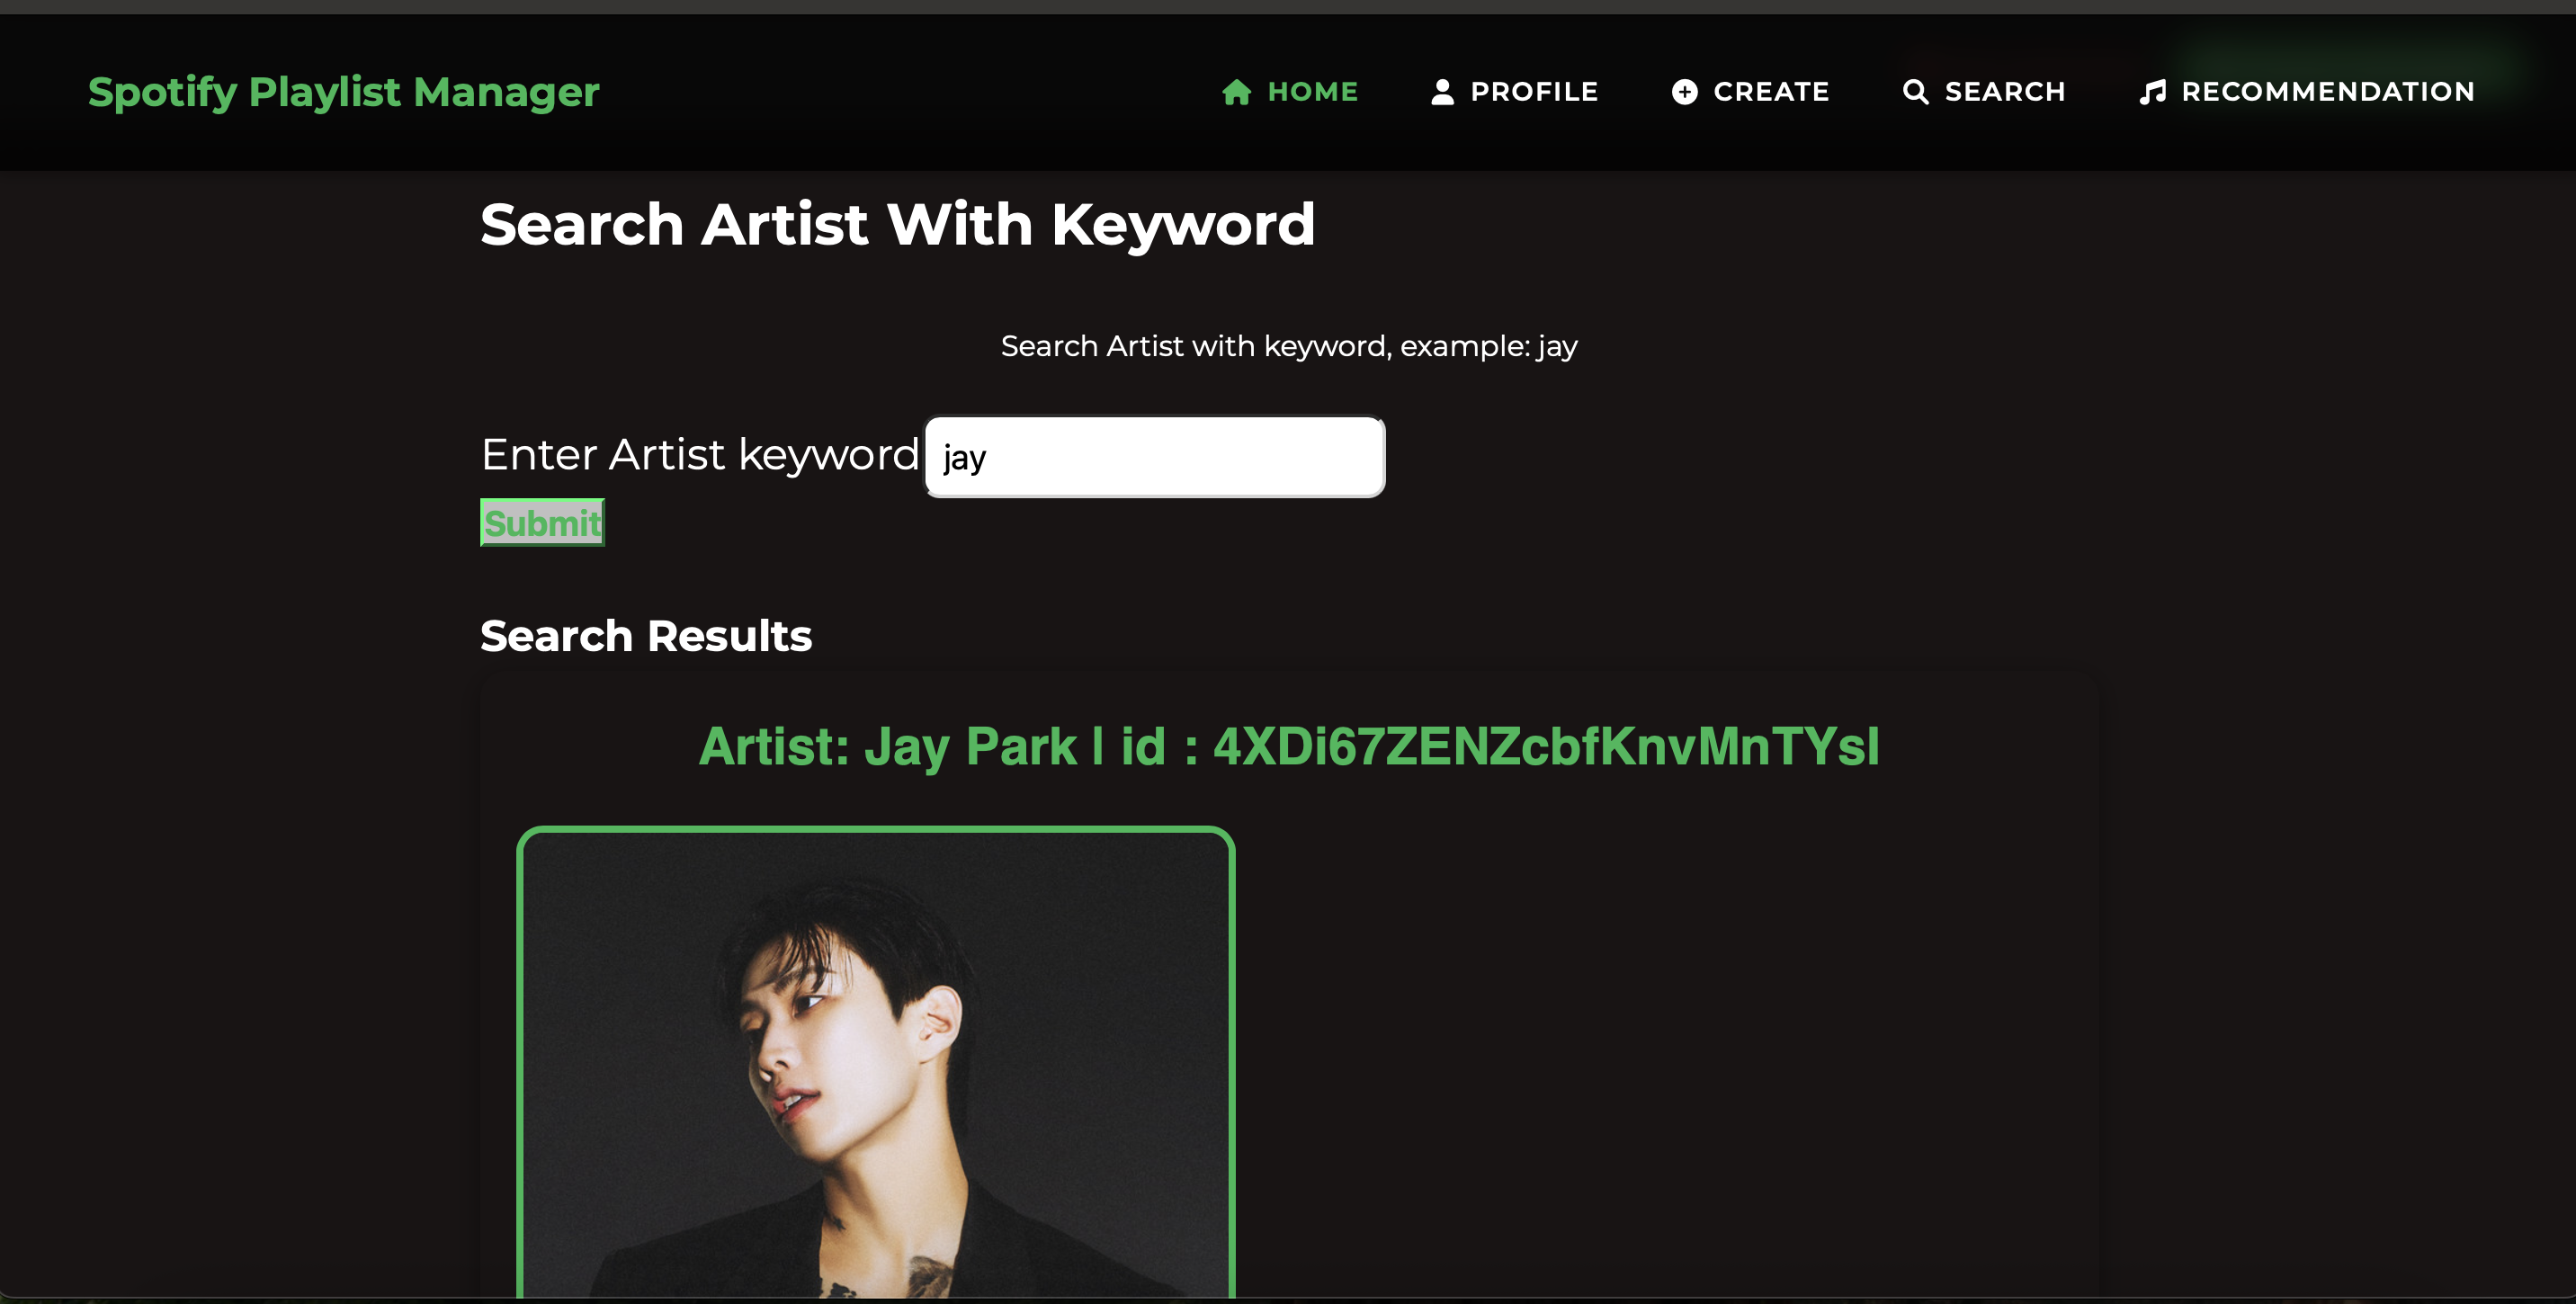 Spotify Playlist Manager
HOME
PROFILE
CREATE
SEARCH
RECOMMENDATION
Search Artist With Keyword
Search Artist with keyword, example: jay
Enter Artist keyword
jay
Submit
Search Results
Artist: Jay Park | id : 4XDi67ZENZcbfKnvMnTYsl